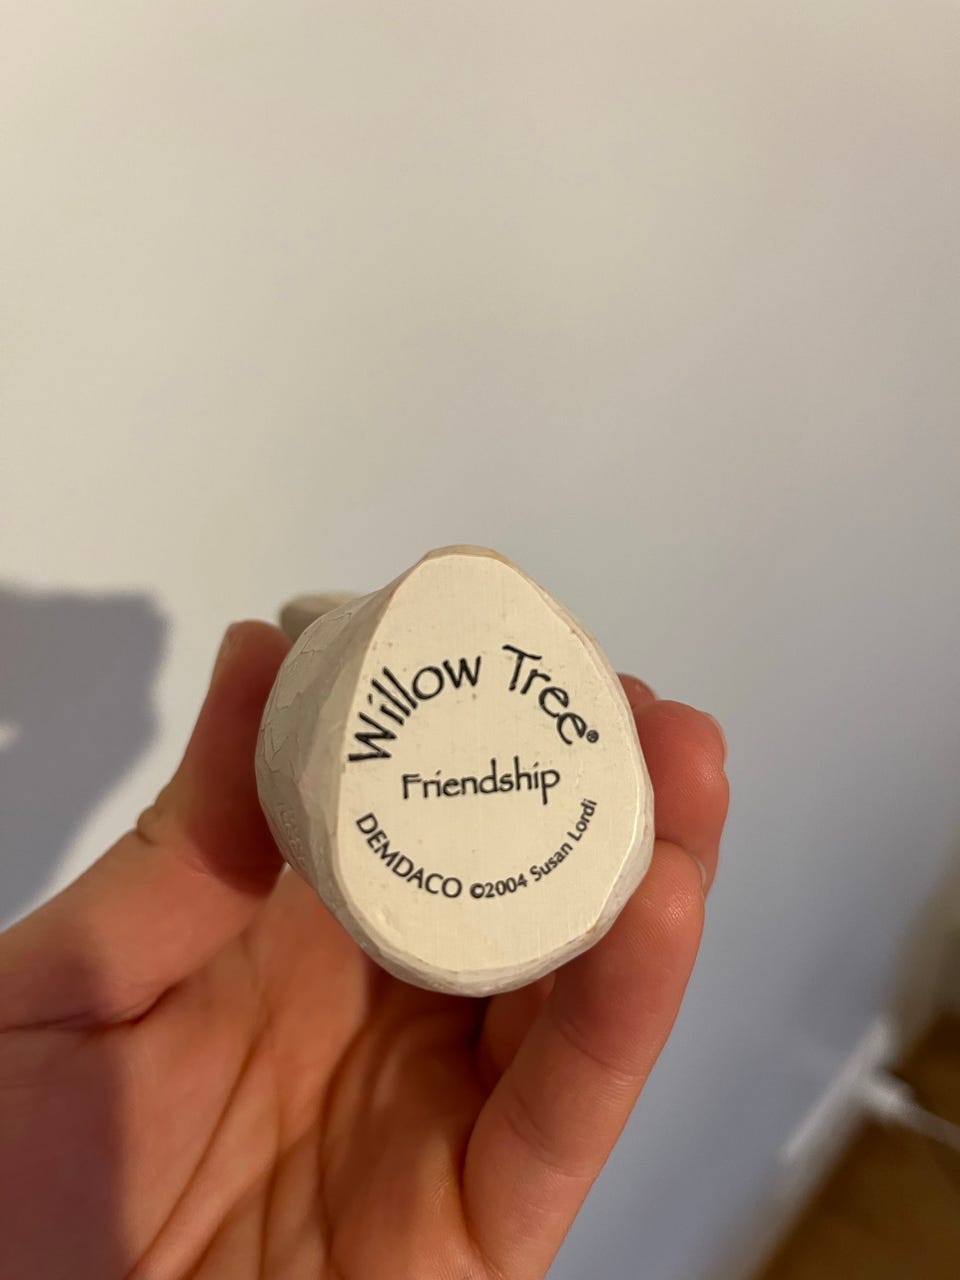 Willow Tree®
Friendship
DEMDACO ©2004 Susan Lordi